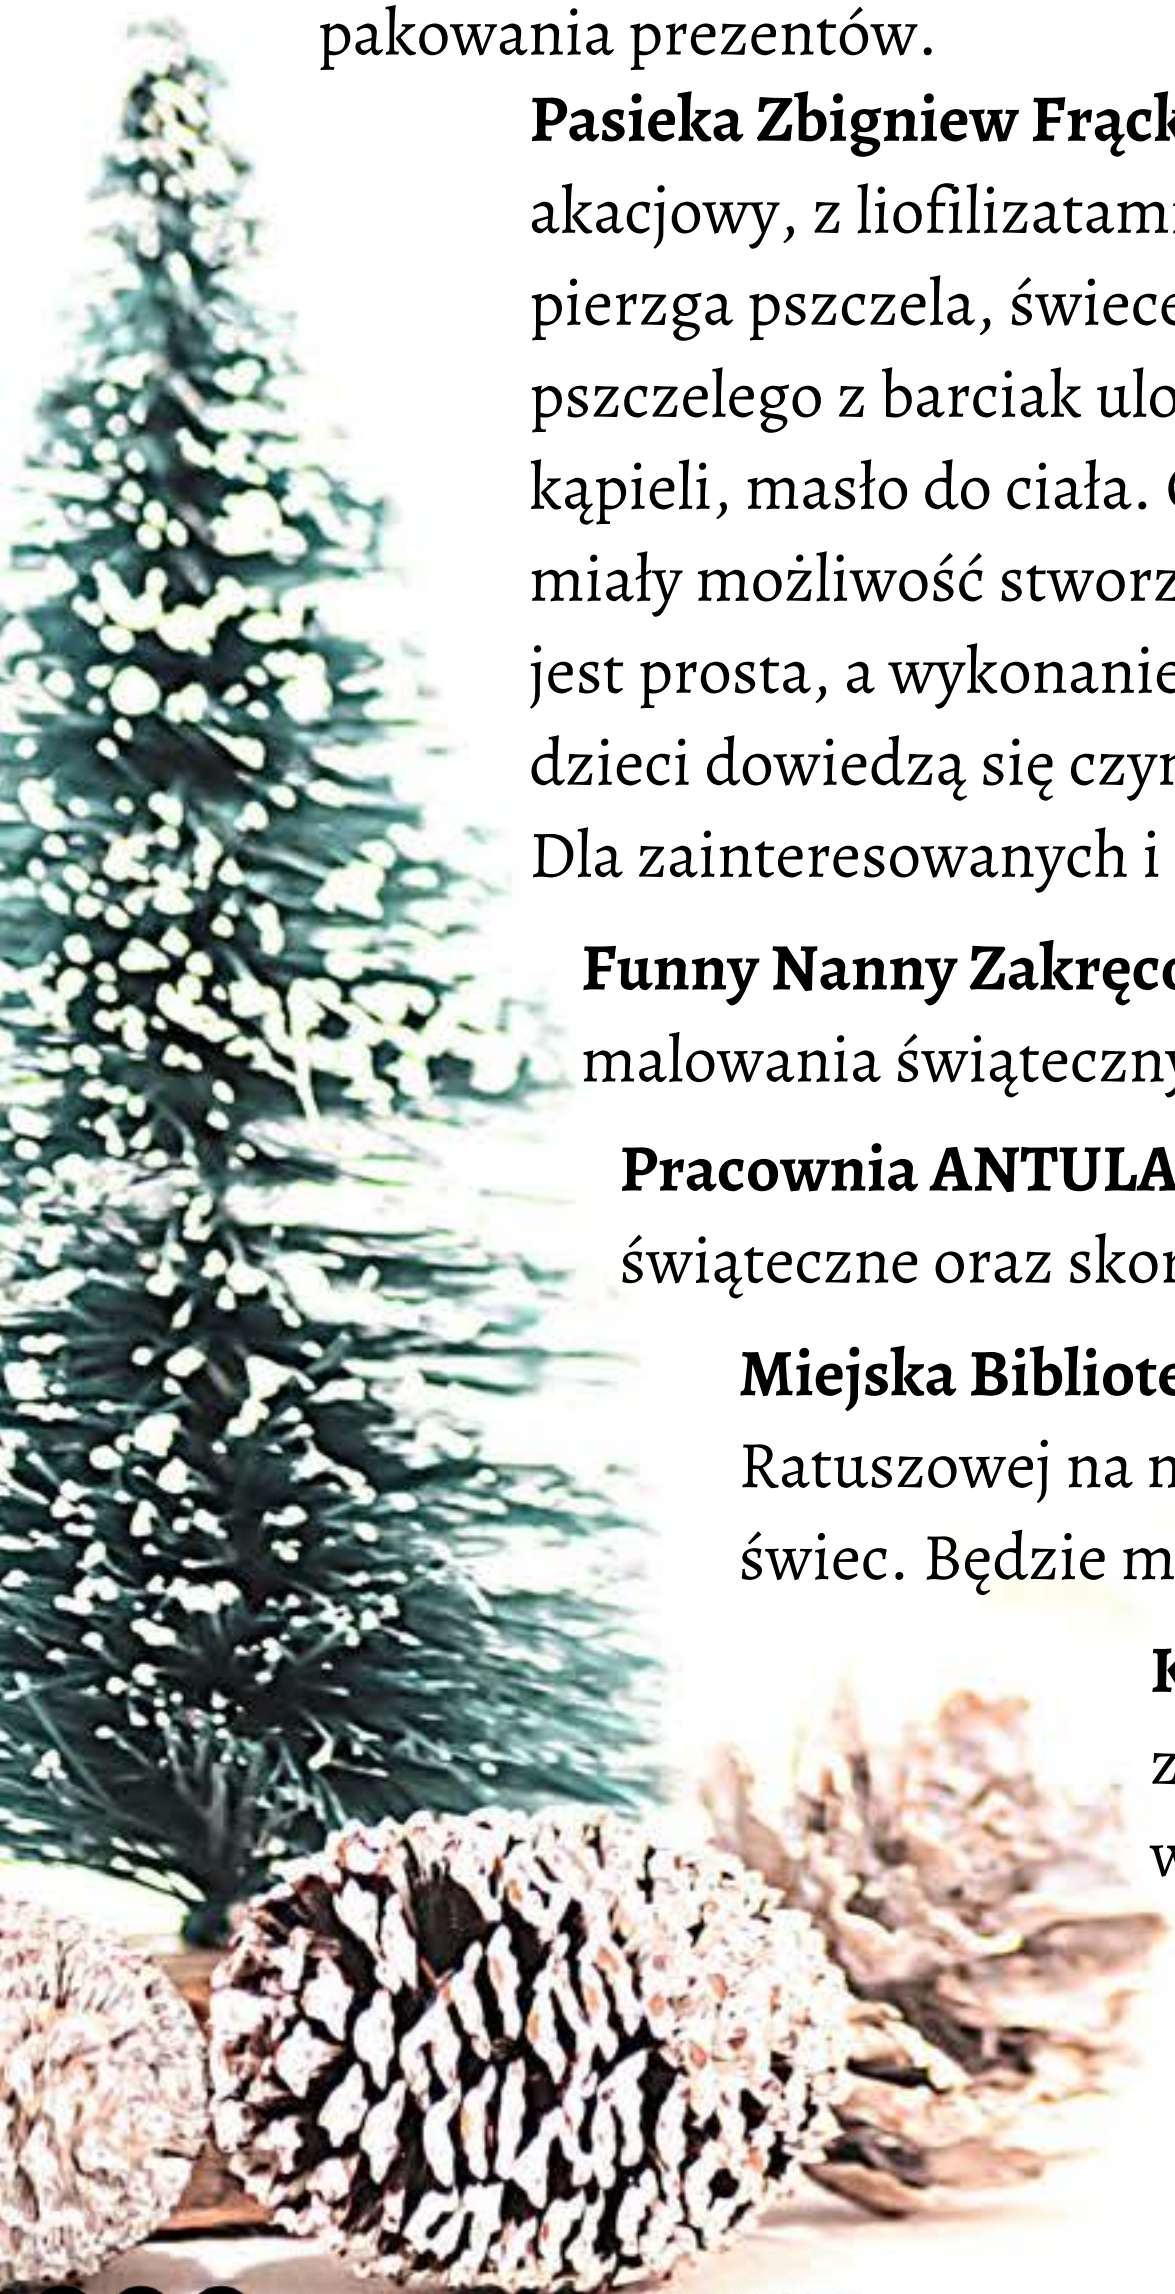 pakowania prezentów.
Pasieka Zbigniew Frąck
akacjowy, z liofilizatami
pierzga pszczela, świece
pszczelego z barciak ulo
kąpieli, masło do ciała.
miały możliwość stworz
jest prosta, a wykonanie
dzieci dowiedzą się czym
Dla zainteresowanych i
Funny Nanny Zakręco
malowania świąteczny
Pracownia ANTULA
świąteczne oraz skor
Miejska Bibliote
Ratuszowej na n
świec. Będzie m
K
z
w